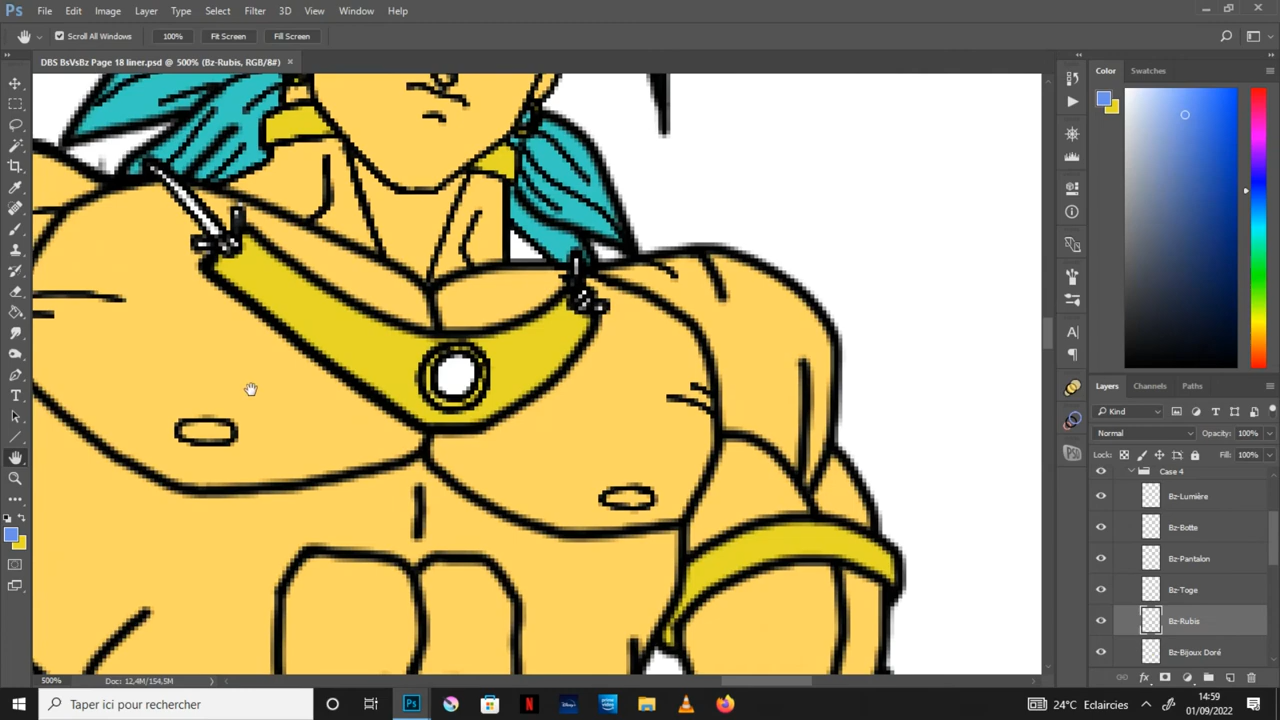 Ps File Edit Image Layer Type Select Filter 3D View Window Help
Scroll All Windows 100% Fit Screen Fill Screen
DBS BsVsBz Page 18 liner.psd @ 500% (Bz-Rubis, RGB/8#) ×
Color Swatches
Layers Channels Paths
Kind
Normal Opacity: 100%
Lock: Fill: 100%
Case 4
Bz-Lumière
Bz-Botte
Bz-Pantalon
Bz-Toge
Bz-Rubis
Bz-Bijoux Doré
500% Doc: 12,4M/154,5M
Taper ici pour rechercher
24°C Eclaircies
14:59
01/09/2022